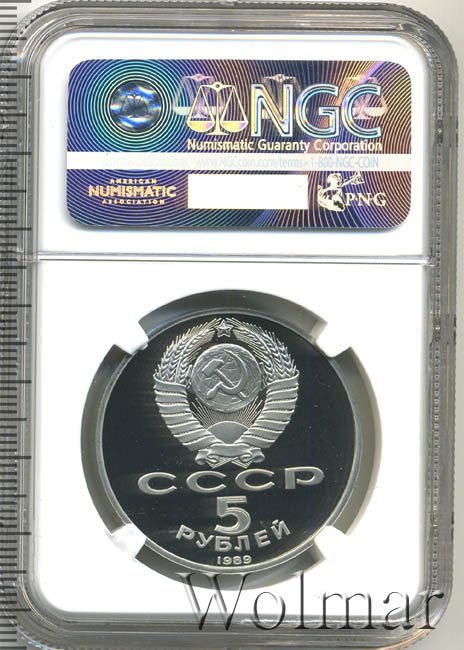 NGC
Numismatic Guaranty Corporation
www.NGCcoin.com/terms • 1-800-NGC-COIN
AMERICAN
NUMISMATIC
ASSOCIATION
PNG
СССР
5
РУБЛЕЙ
1989
Wolmar